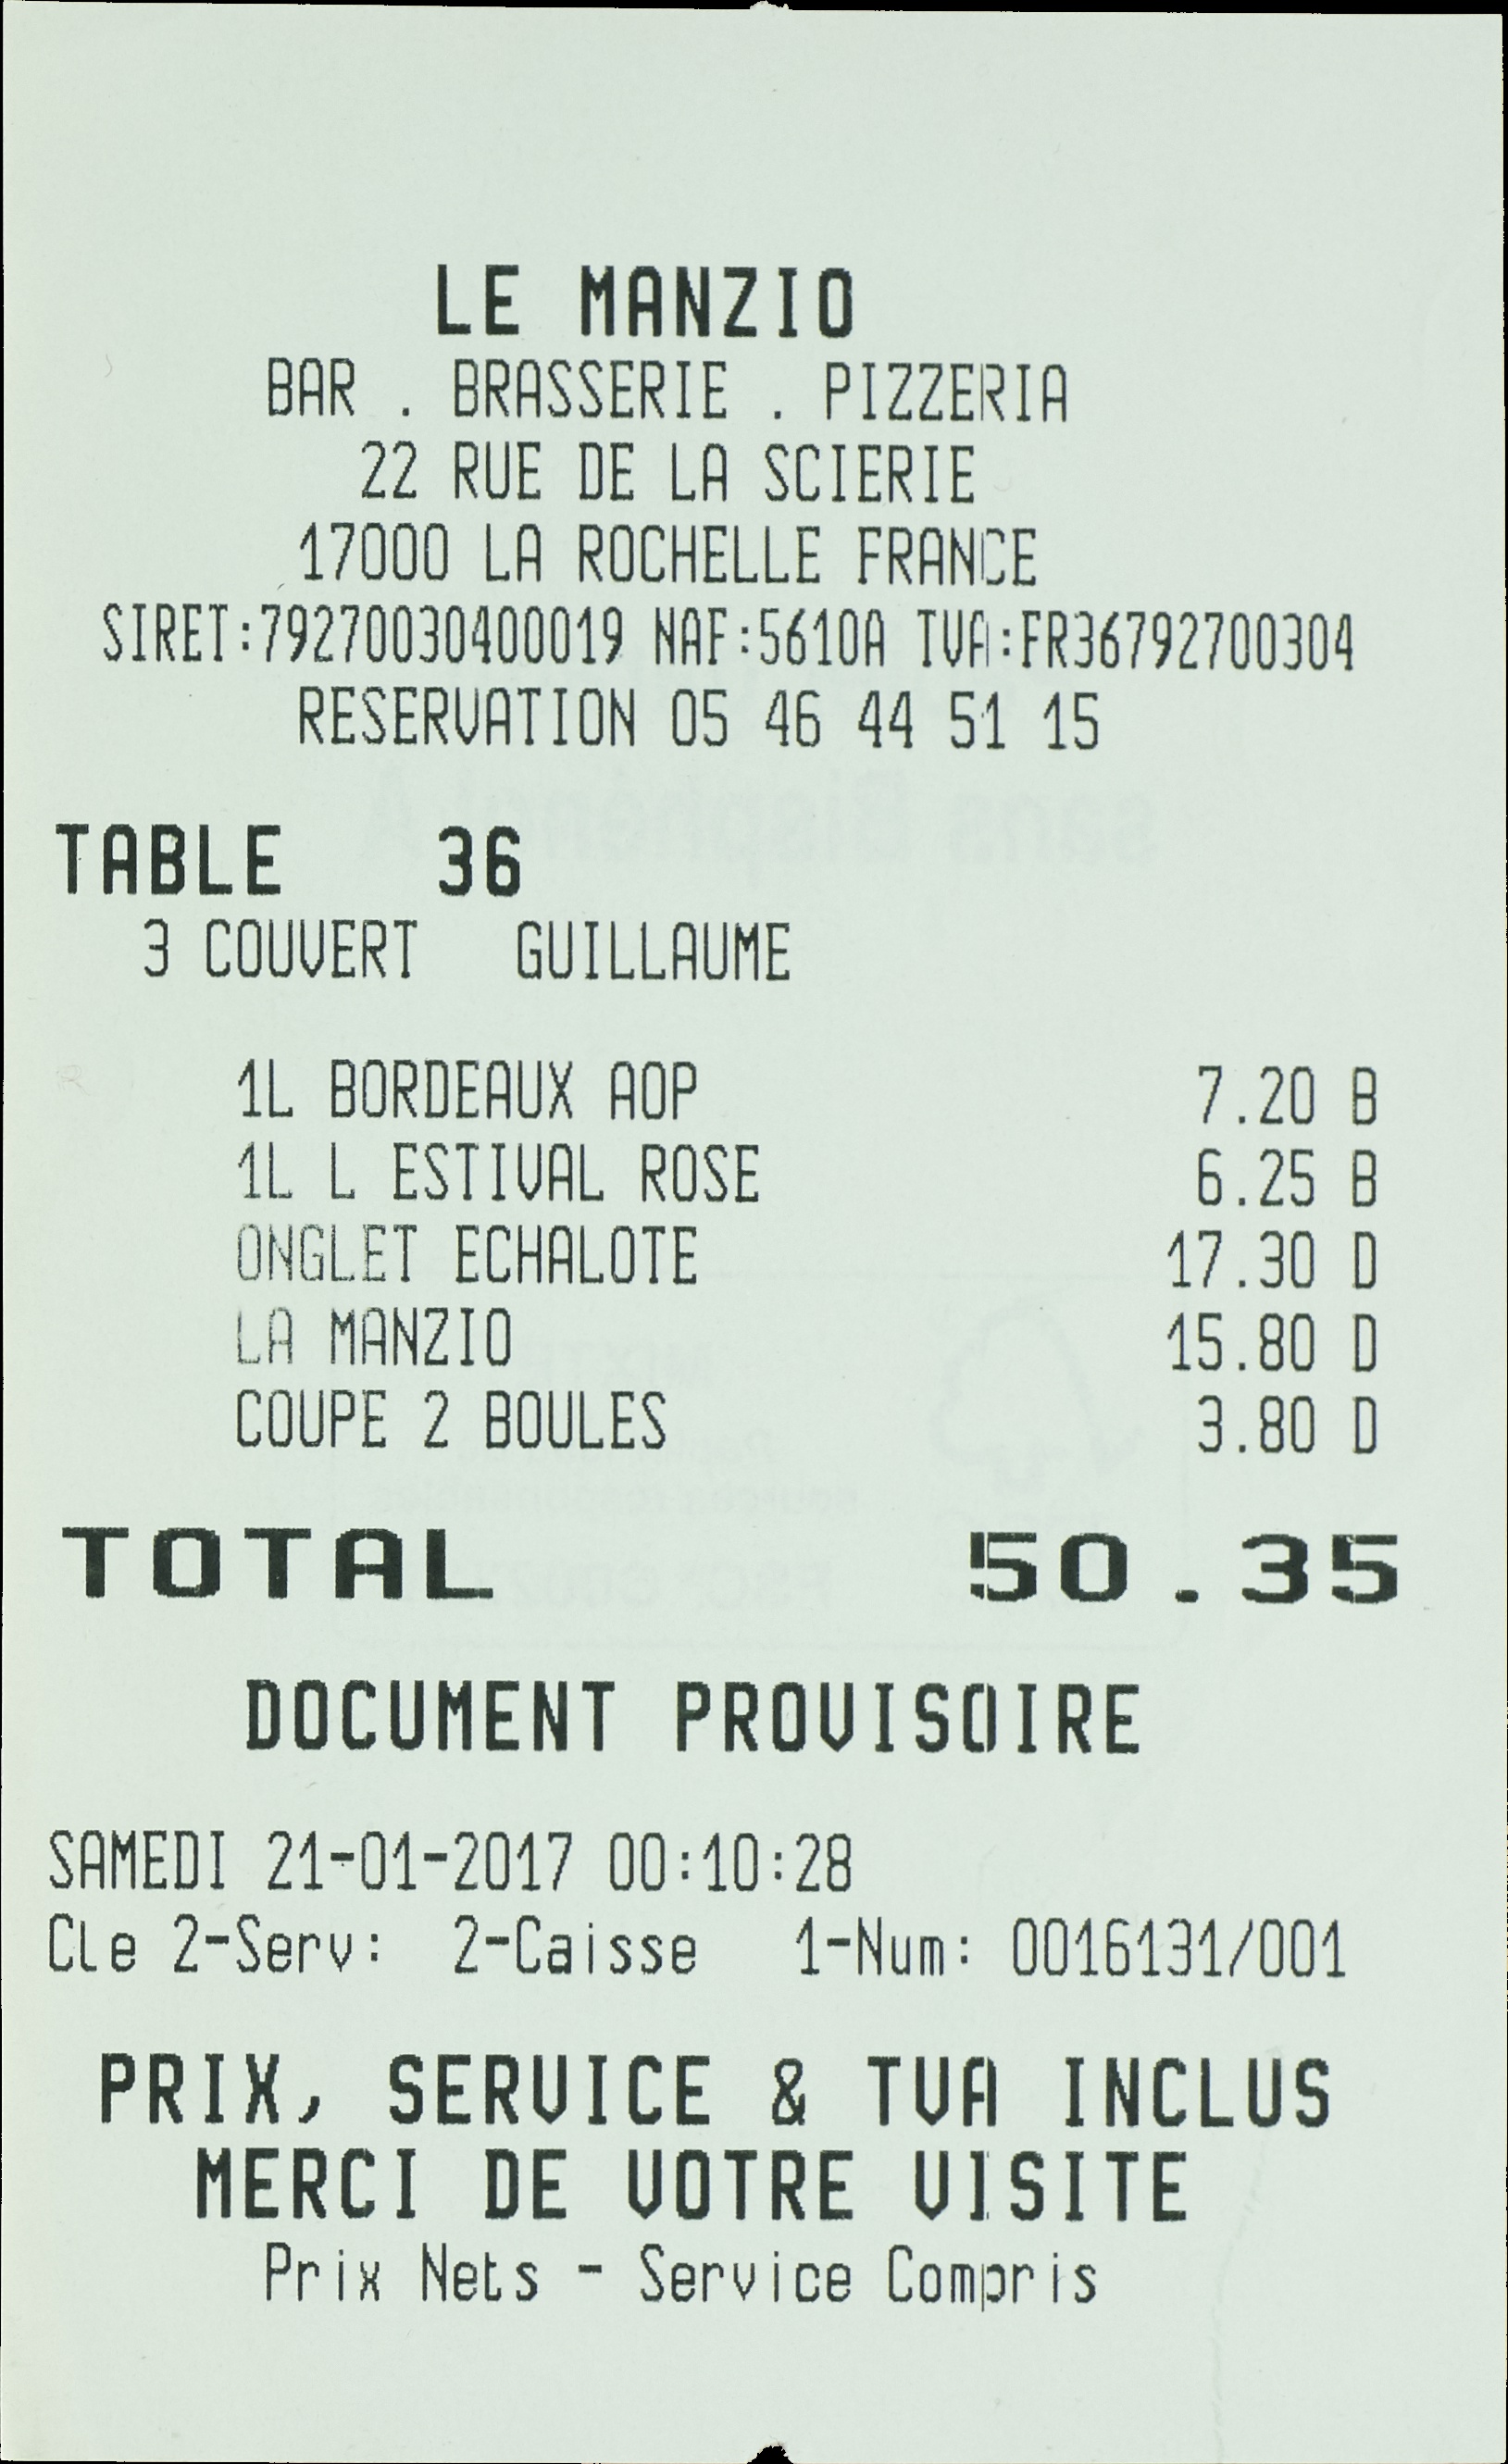 LE MANZIO
BAR . BRASSERIE . PIZZERIA
22 RUE DE LA SCIERIE
17000 LA ROCHELLE FRANCE
SIRET:79270030400019 NAF:5610A TVA:FR36792700304
RESERVATION 05 46 44 51 15
TABLE 36
3 COUVERT GUILLAUME
1L BORDEAUX AOP 7.20 B
1L L ESTIVAL ROSE 6.25 B
ONGLET ECHALOTE 17.30 D
LA MANZIO 15.80 D
COUPE 2 BOULES 3.80 D
TOTAL 50.35
DOCUMENT PROVISOIRE
SAMEDI 21-01-2017 00:10:28
Cle 2-Serv: 2-Caisse 1-Num: 0016131/001
PRIX, SERVICE & TVA INCLUS
MERCI DE VOTRE VISITE
Prix Nets - Service Compris